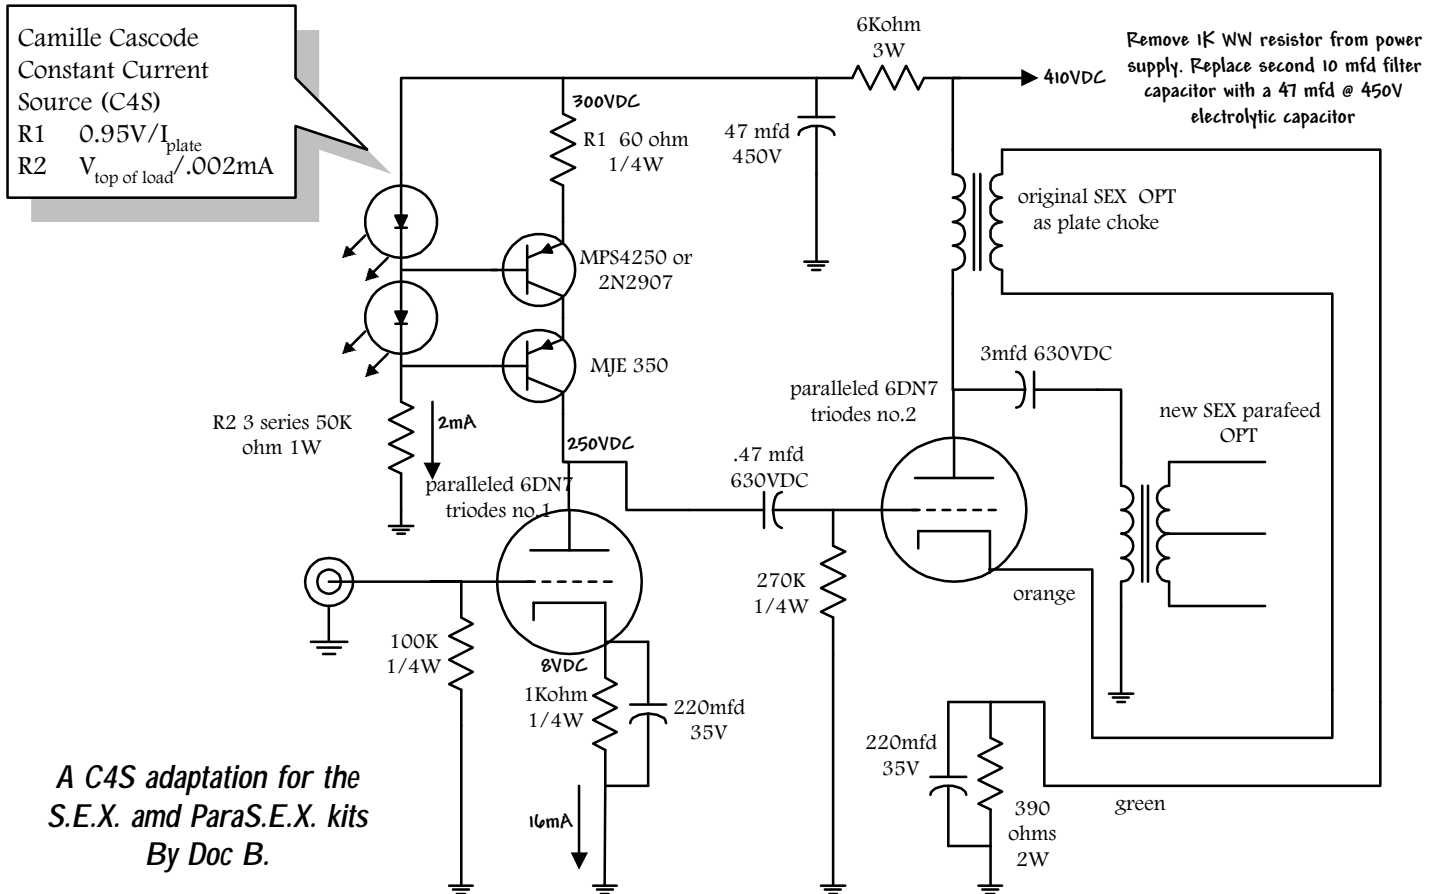 Camille Cascode
Constant Current
Source (C4S)
R1 0.95V/I plate
R2 V top of load/.002mA
6Kohm
3W
410VDC
Remove 1K WW resistor from power
supply. Replace second 10 mfd filter
capacitor with a 47 mfd @ 450V
electrolytic capacitor
300VDC
R1 60 ohm
1/4W
47 mfd
450V
original SEX OPT
as plate choke
MPS4250 or
2N2907
MJE 350
3mfd 630VDC
paralleled 6DN7
triodes no.2
new SEX parafeed
OPT
R2 3 series 50K
ohm 1W
2mA
250VDC
.47 mfd
630VDC
paralleled 6DN7
triodes no.1
270K
1/4W
orange
100K
1/4W
8VDC
1Kohm
1/4W
220mfd
35V
220mfd
35V
390
ohms
2W
green
16mA
A C4S adaptation for the
S.E.X. amd ParaS.E.X. kits
By Doc B.